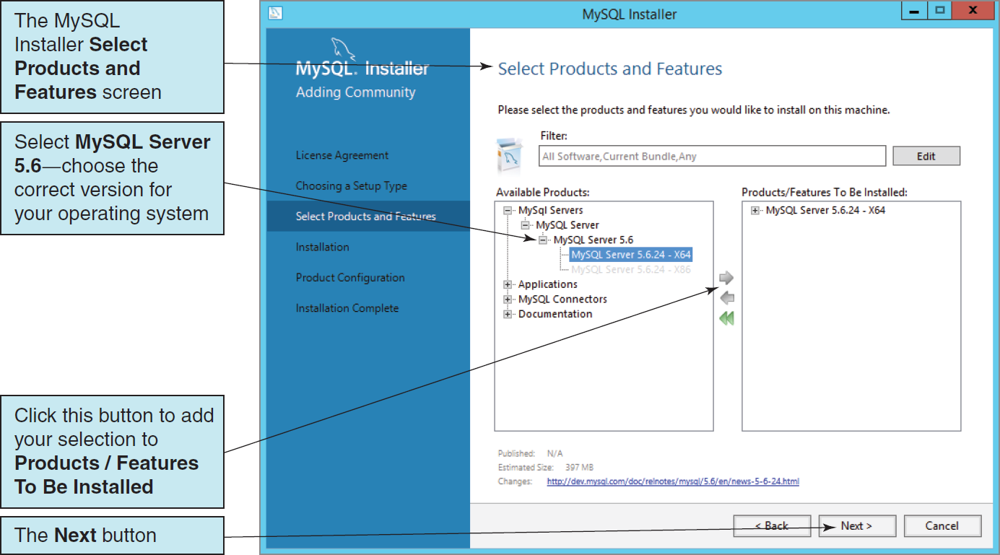 The MySQL
Installer Select
Products and
Features screen
Select MySQL Server
5.6—choose the
correct version for
your operating system
Click this button to add
your selection to
Products / Features
To Be Installed
The Next button
MySQL Installer
MySQL. Installer
Adding Community
License Agreement
Choosing a Setup Type
Select Products and Features
Installation
Product Configuration
Installation Complete
Select Products and Features
Please select the products and features you would like to install on this machine.
Filter:
All Software,Current Bundle,Any
Edit
Available Products:
MySql Servers
MySQL Server
MySQL Server 5.6
MySQL Server 5.6.24 - X64
MySQL Server 5.6.24 - X86
Applications
MySQL Connectors
Documentation
Products/Features To Be Installed:
MySQL Server 5.6.24 - X64
Published: N/A
Estimated Size: 397 MB
Changes: http://dev.mysql.com/doc/relnotes/mysql/5.6/en/news-5-6-24.html
< Back
Next >
Cancel